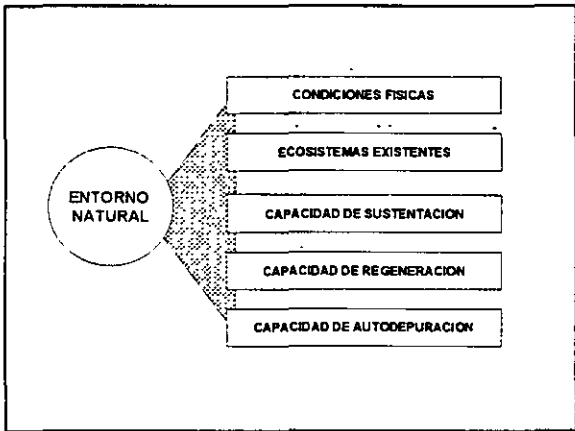 ENTORNO
NATURAL
CONDICIONES FISICAS
ECOSISTEMAS EXISTENTES
CAPACIDAD DE SUSTENTACION
CAPACIDAD DE REGENERACION
CAPACIDAD DE AUTODEPURACION